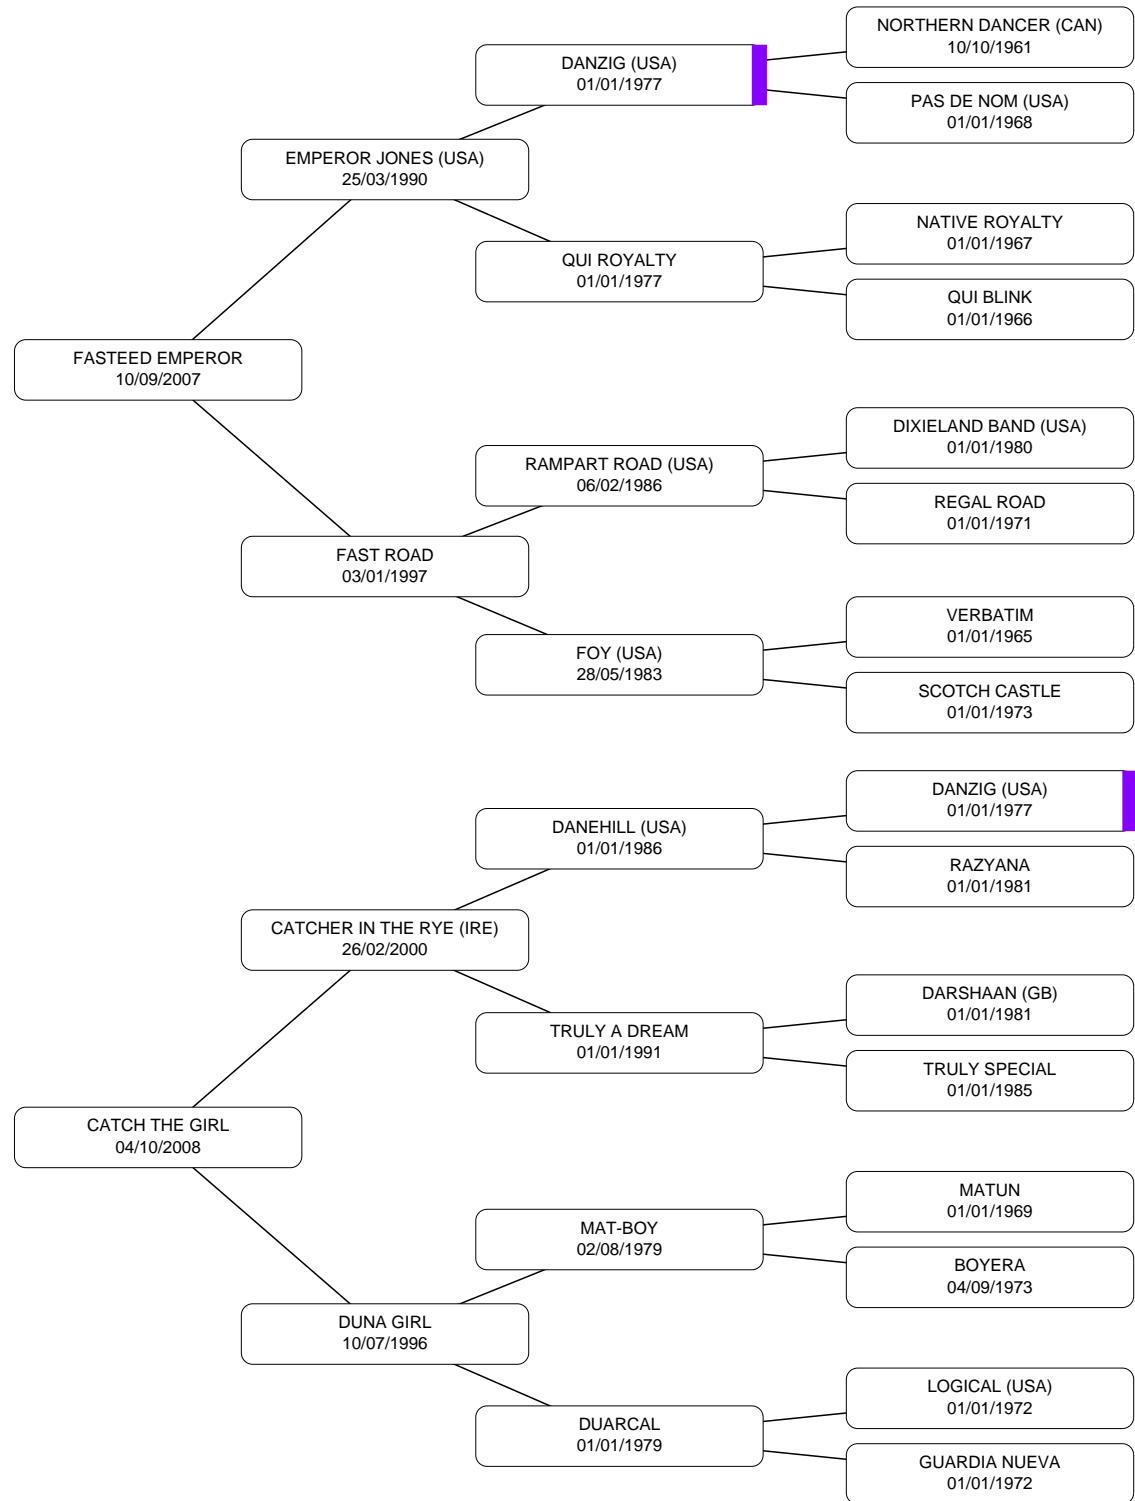 NORTHERN DANCER (CAN)
10/10/1961
DANZIG (USA)
01/01/1977
PAS DE NOM (USA)
01/01/1968
EMPEROR JONES (USA)
25/03/1990
NATIVE ROYALTY
01/01/1967
QUI ROYALTY
01/01/1977
QUI BLINK
01/01/1966
FASTEED EMPEROR
10/09/2007
DIXIELAND BAND (USA)
01/01/1980
RAMPART ROAD (USA)
06/02/1986
REGAL ROAD
01/01/1971
FAST ROAD
03/01/1997
VERBATIM
01/01/1965
FOY (USA)
28/05/1983
SCOTCH CASTLE
01/01/1973
DANZIG (USA)
01/01/1977
DANEHILL (USA)
01/01/1986
RAZYANA
01/01/1981
CATCHER IN THE RYE (IRE)
26/02/2000
DARSHAAN (GB)
01/01/1981
TRULY A DREAM
01/01/1991
TRULY SPECIAL
01/01/1985
CATCH THE GIRL
04/10/2008
MATUN
01/01/1969
MAT-BOY
02/08/1979
BOYERA
04/09/1973
DUNA GIRL
10/07/1996
LOGICAL (USA)
01/01/1972
DUARCAL
01/01/1979
GUARDIA NUEVA
01/01/1972